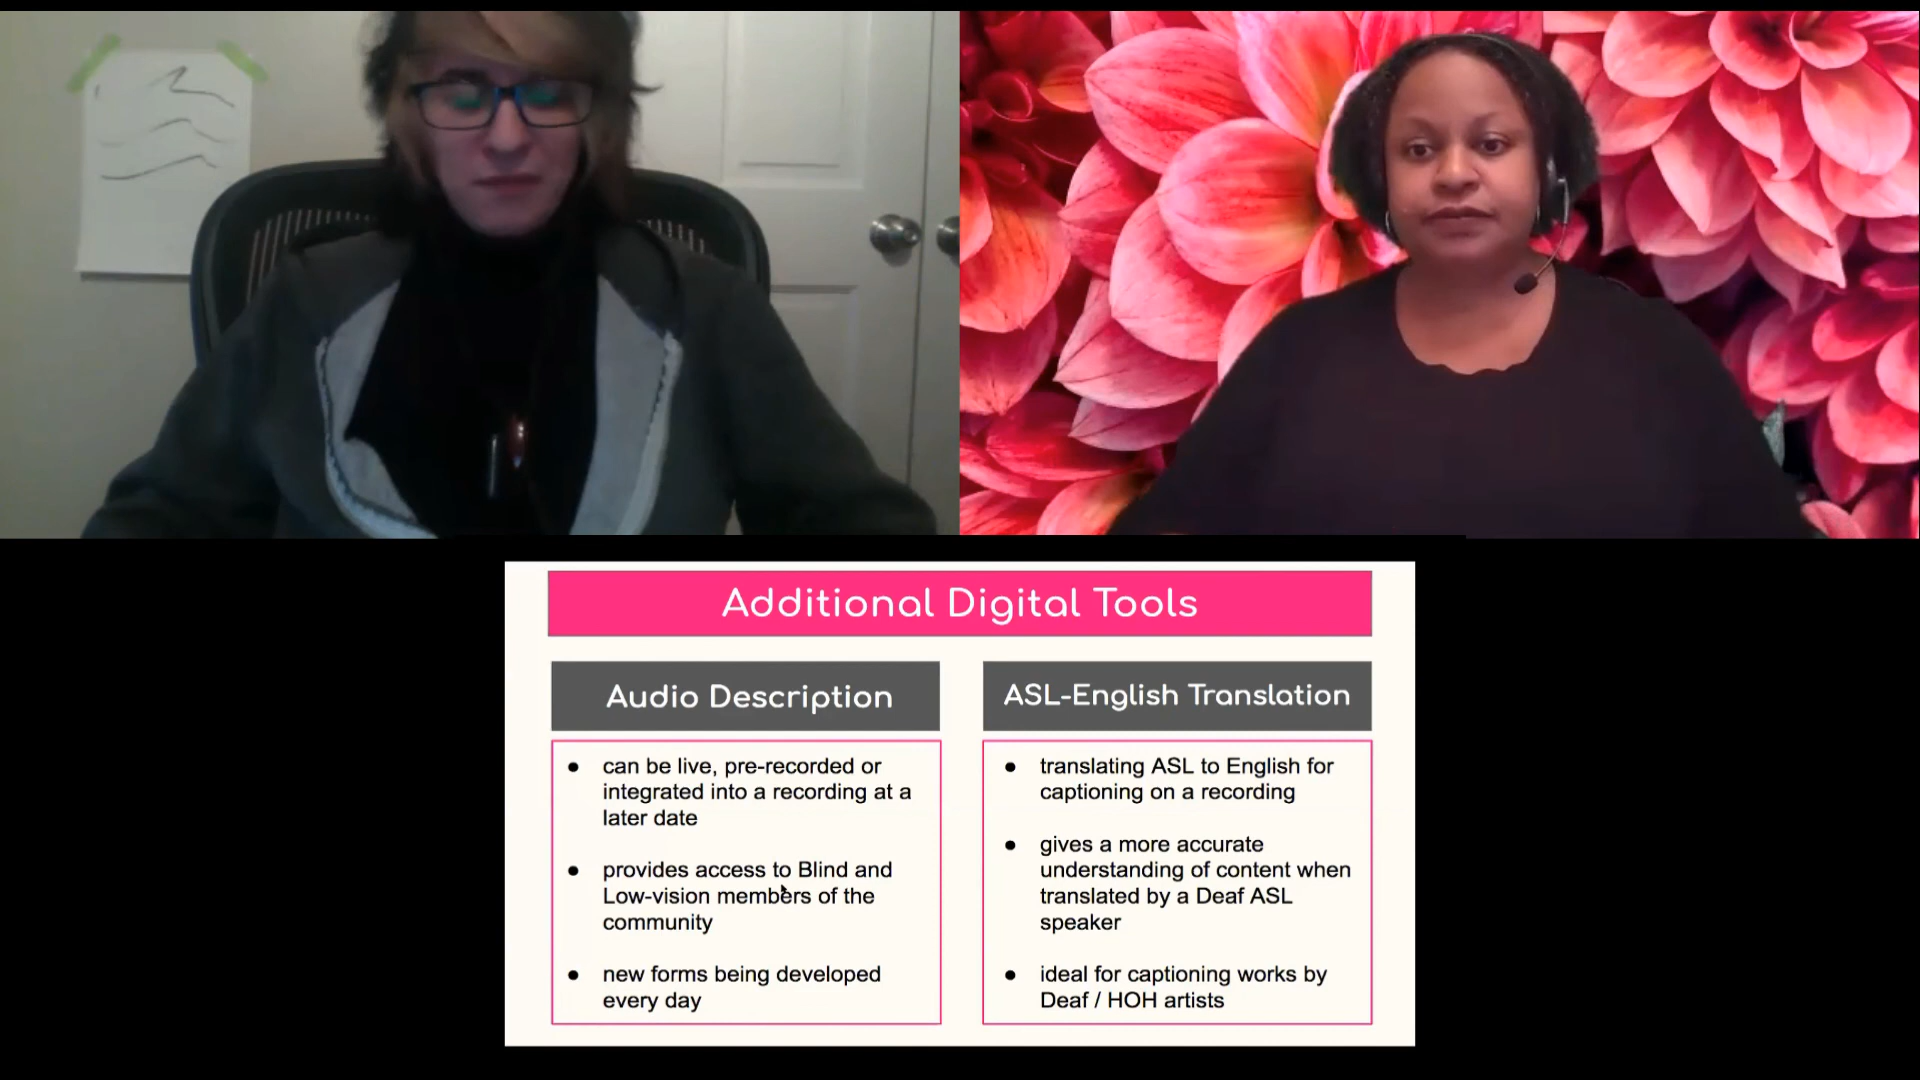 Additional Digital Tools
Audio Description
● can be live, pre-recorded or
integrated into a recording at a
later date
● provides access to Blind and
Low-vision members of the
community
● new forms being developed
every day
ASL-English Translation
● translating ASL to English for
captioning on a recording
● gives a more accurate
understanding of content when
translated by a Deaf ASL
speaker
● ideal for captioning works by
Deaf / HOH artists